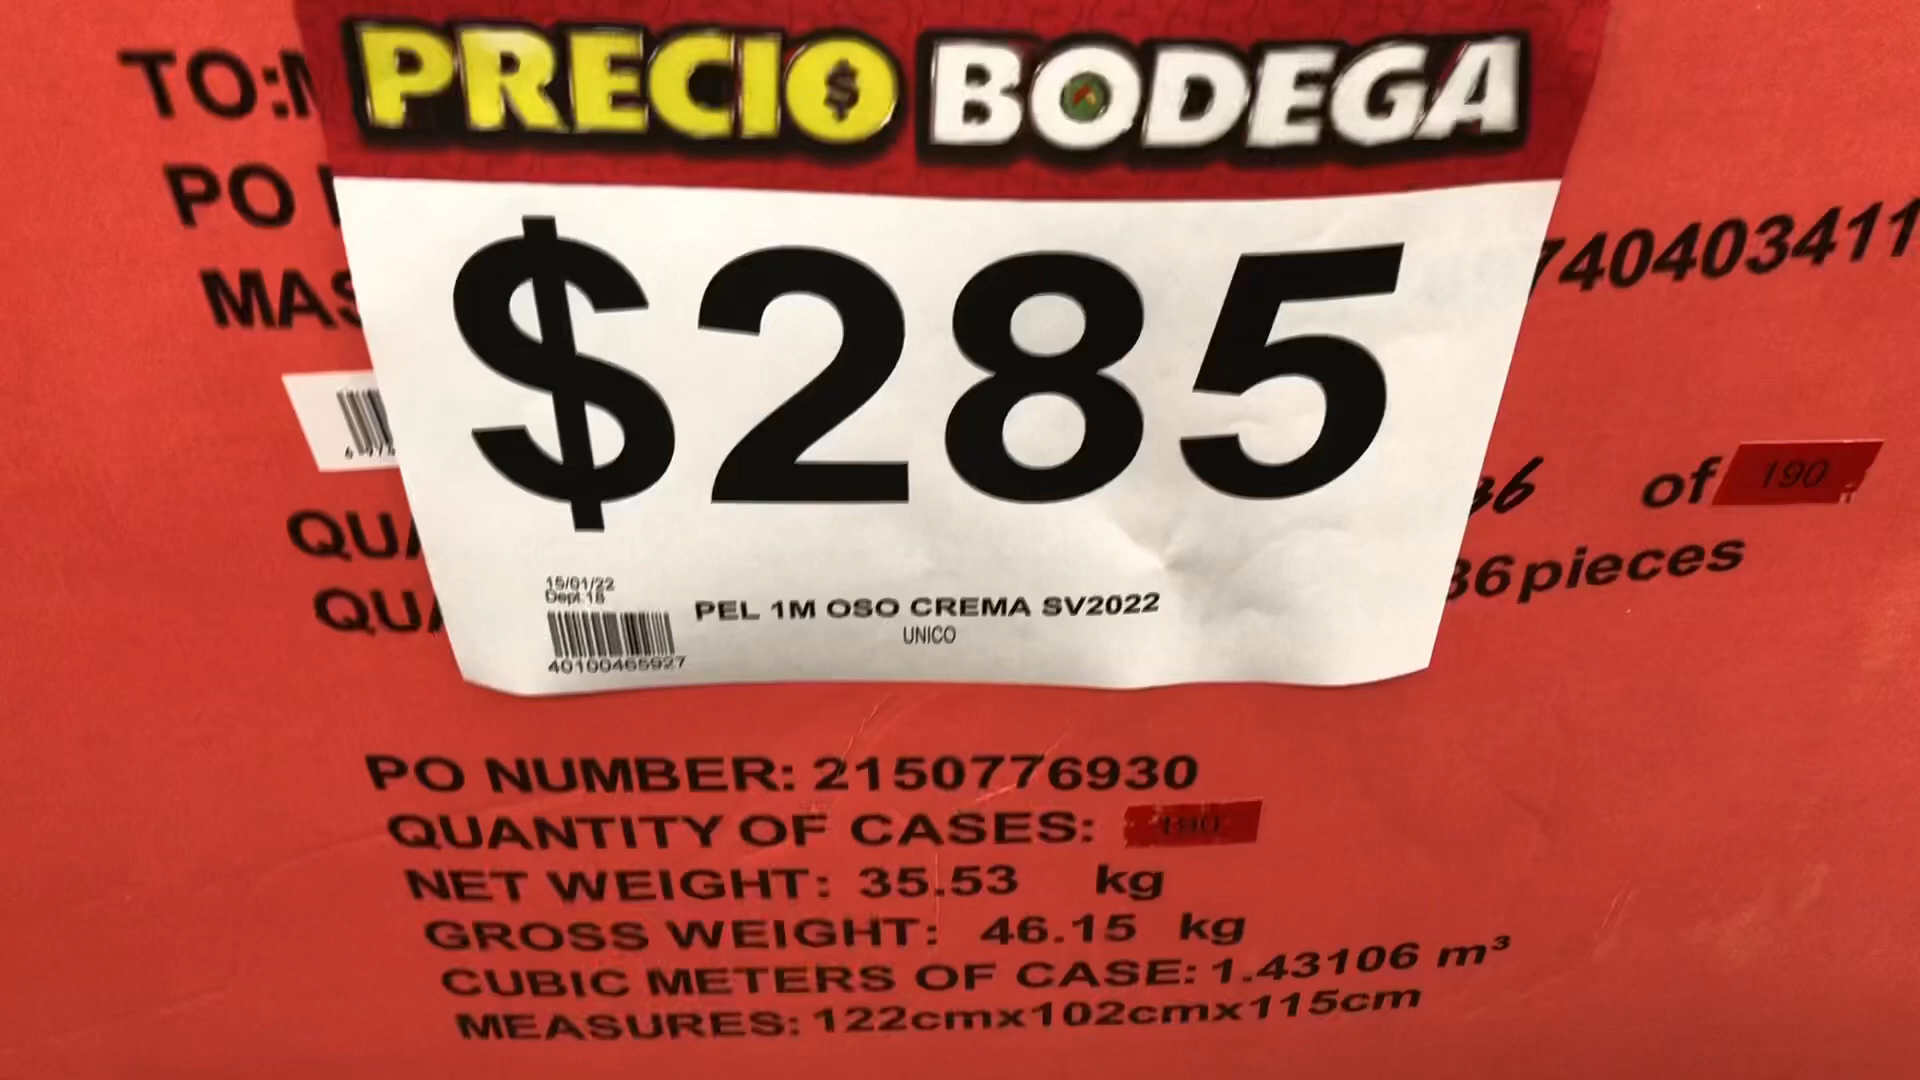 TO:
PRECIO BODEGA
PO
MAS
$285
740403411
36 of 190
QUA
36pieces
QUA
15/01/22
Dept.18
PEL 1M OSO CREMA SV2022
UNICO
40100465927
PO NUMBER: 2150776930
QUANTITY OF CASES: 190
NET WEIGHT: 35.53 kg
GROSS WEIGHT: 46.15 kg
CUBIC METERS OF CASE: 1.43106 m³
MEASURES: 122cmx102cmx115cm